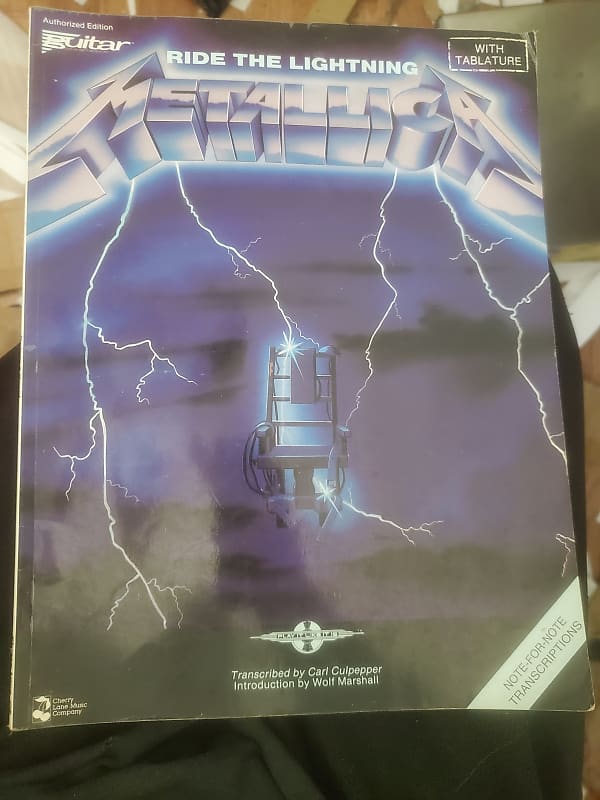 Authorized Edition
Guitar
RIDE THE LIGHTNING
WITH
TABLATURE
METALLICA
PLAY IT LIKE IT IS
Transcribed by Carl Culpepper
Introduction by Wolf Marshall
NOTE-FOR-NOTE
TRANSCRIPTIONS
Cherry
Lane Music
Company